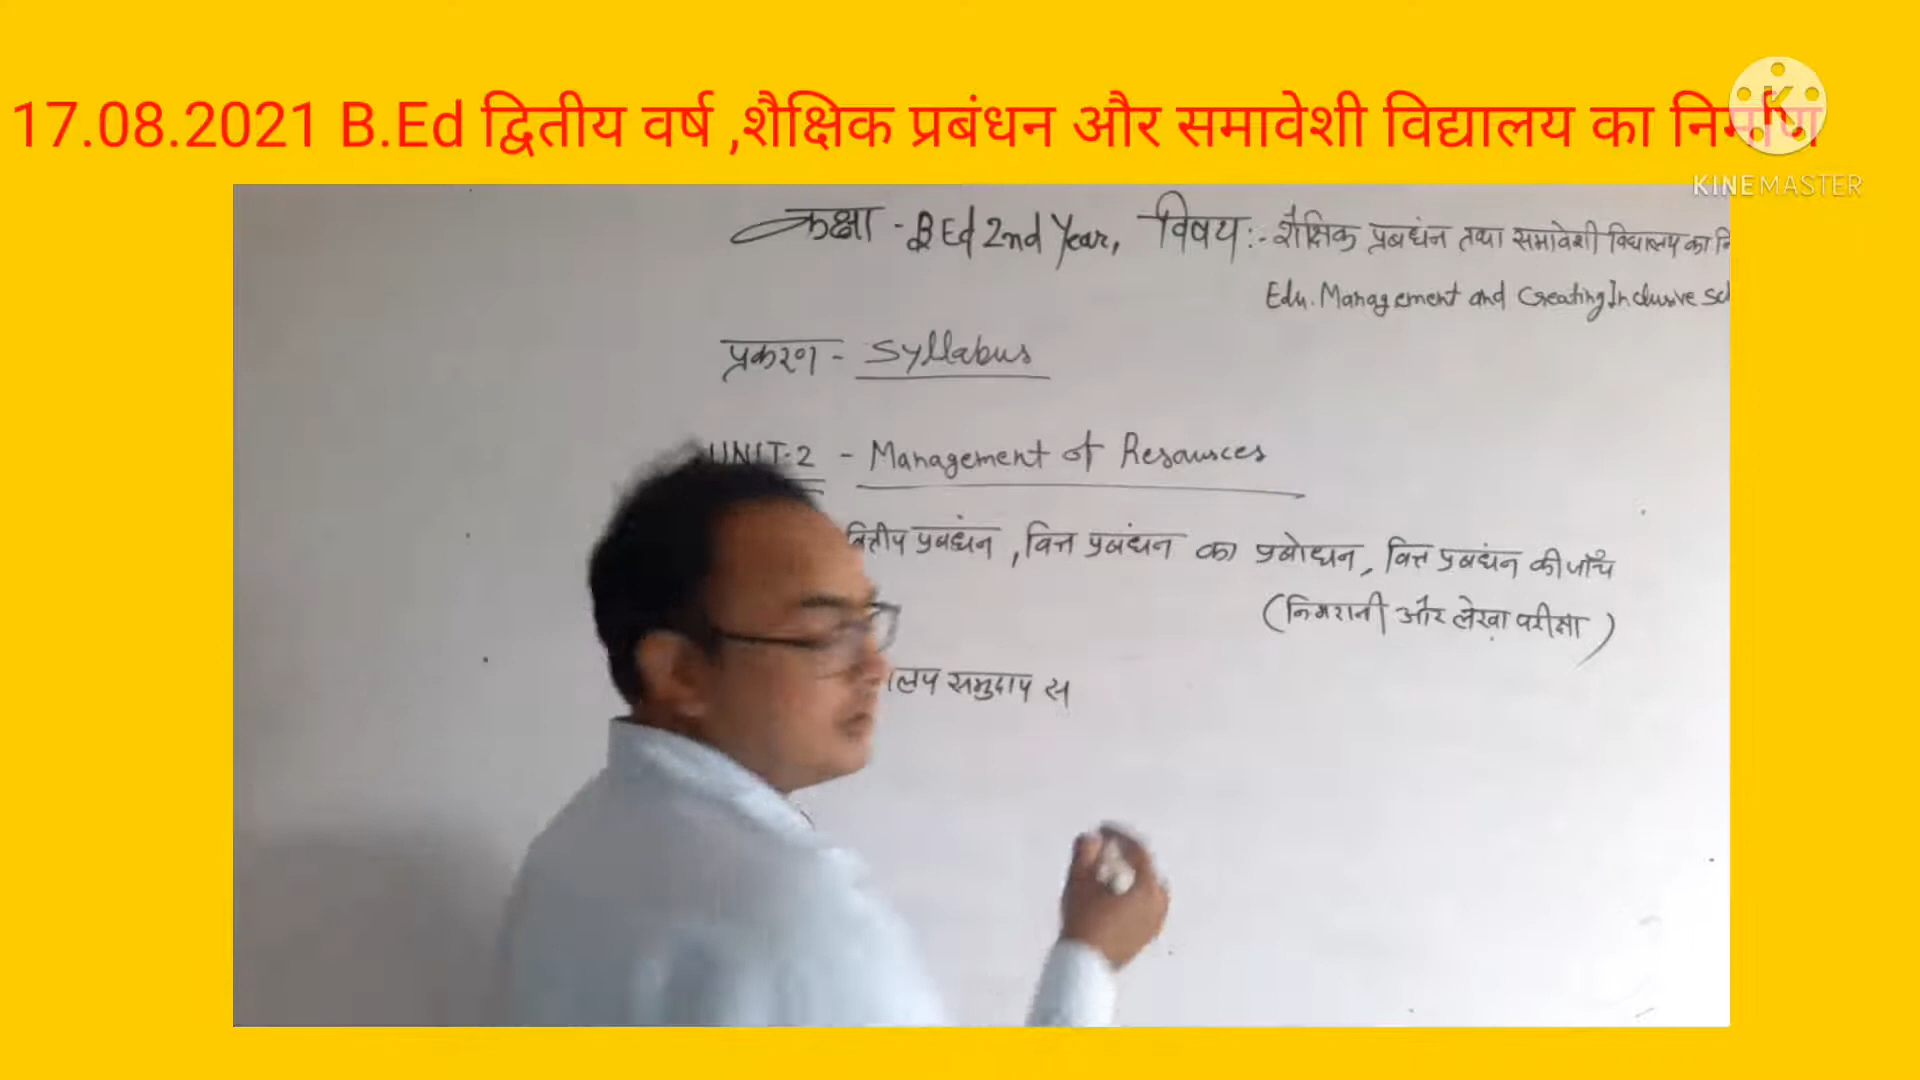 17.08.2021 B.Ed द्वितीय वर्ष ,शैक्षिक प्रबंधन और समावेशी विद्यालय का निर्माण
KINEMASTER
कक्षा - B Ed 2nd Year, विषय :- शैक्षिक प्रबंधन तथा समावेशी विद्यालय का नि
Edu. Management and Creating Inclusive Sc
प्रकरण - Syllabus
UNIT-2 - Management of Resources
वित्तीय प्रबंधन , वित्त प्रबंधन का प्रबोधन, वित्त प्रबंधन की जाँच
(निगरानी और लेखा परीक्षा)
समुदाय स